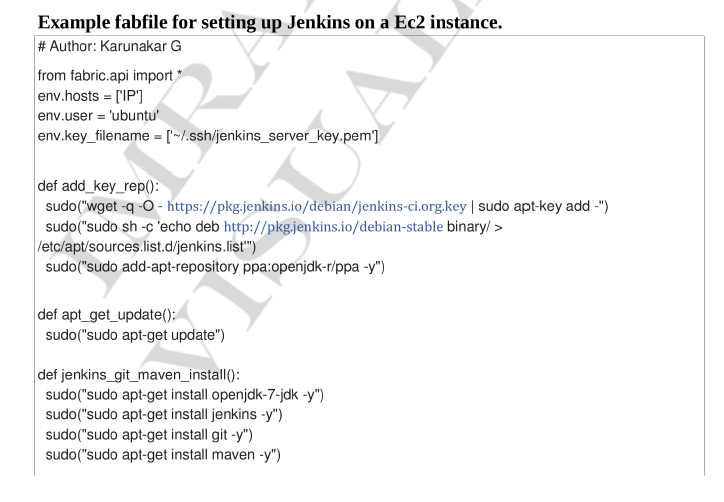 Example fabfile for setting up Jenkins on a Ec2 instance.
# Author: Karunakar G
from fabric.api import *
env.hosts = ['IP']
env.user = 'ubuntu'
env.key_filename = ['~/.ssh/jenkins_server_key.pem']
def add_key_rep():
sudo("wget -q -O - https://pkg.jenkins.io/debian/jenkins-ci.org.key | sudo apt-key add -")
sudo("sudo sh -c 'echo deb http://pkg.jenkins.io/debian-stable binary/ >
/etc/apt/sources.list.d/jenkins.list'")
sudo("sudo add-apt-repository ppa:openjdk-r/ppa -y")
def apt_get_update():
sudo("sudo apt-get update")
def jenkins_git_maven_install():
sudo("sudo apt-get install openjdk-7-jdk -y")
sudo("sudo apt-get install jenkins -y")
sudo("sudo apt-get install git -y")
sudo("sudo apt-get install maven -y")